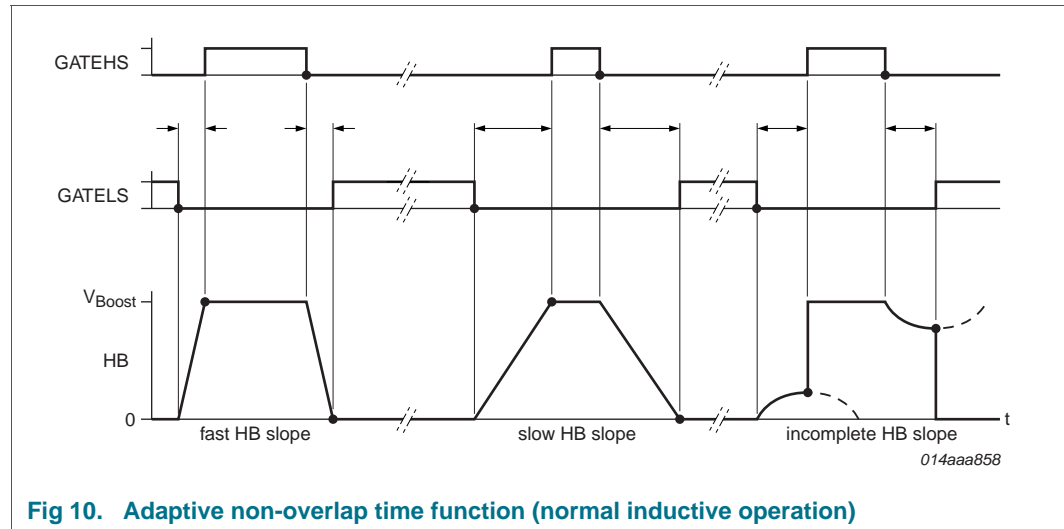 GATEHS
GATELS
V_Boost
HB
0
t
fast HB slope
slow HB slope
incomplete HB slope
014aaa858
Fig 10. Adaptive non-overlap time function (normal inductive operation)